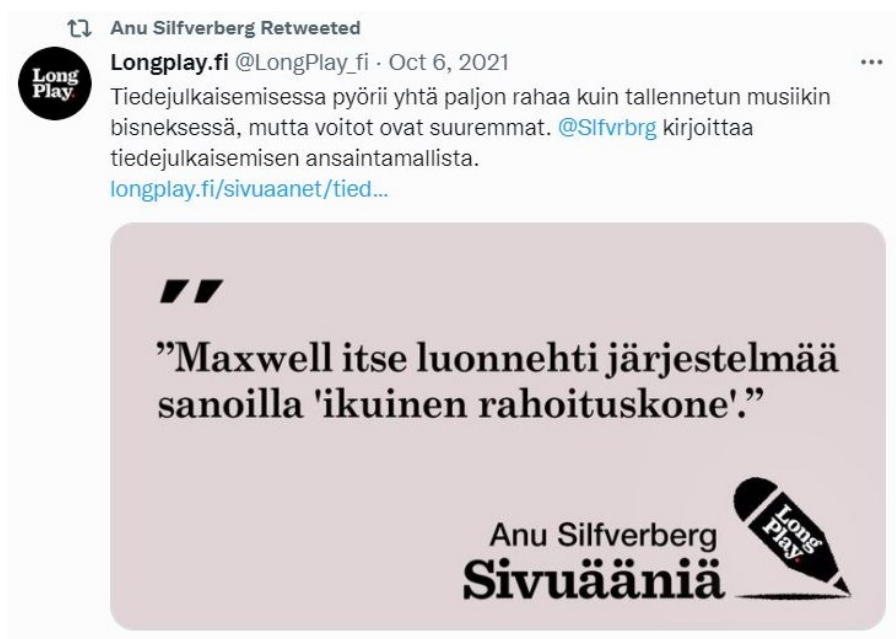 Anu Silfverberg Retweeted
Longplay.fi @LongPlay_fi · Oct 6, 2021
Long
Play.
Tiedejulkaisemisessa pyörii yhtä paljon rahaa kuin tallennetun musiikin
bisneksessä, mutta voitot ovat suuremmat. @Slfvrbrg kirjoittaa
tiedejulkaisemisen ansaintamallista.
longplay.fi/sivuaanet/tied...
"
”Maxwell itse luonnehti järjestelmää
sanoilla 'ikuinen rahoituskone'.”
Anu Silfverberg
Sivuääniä
Long
Play.